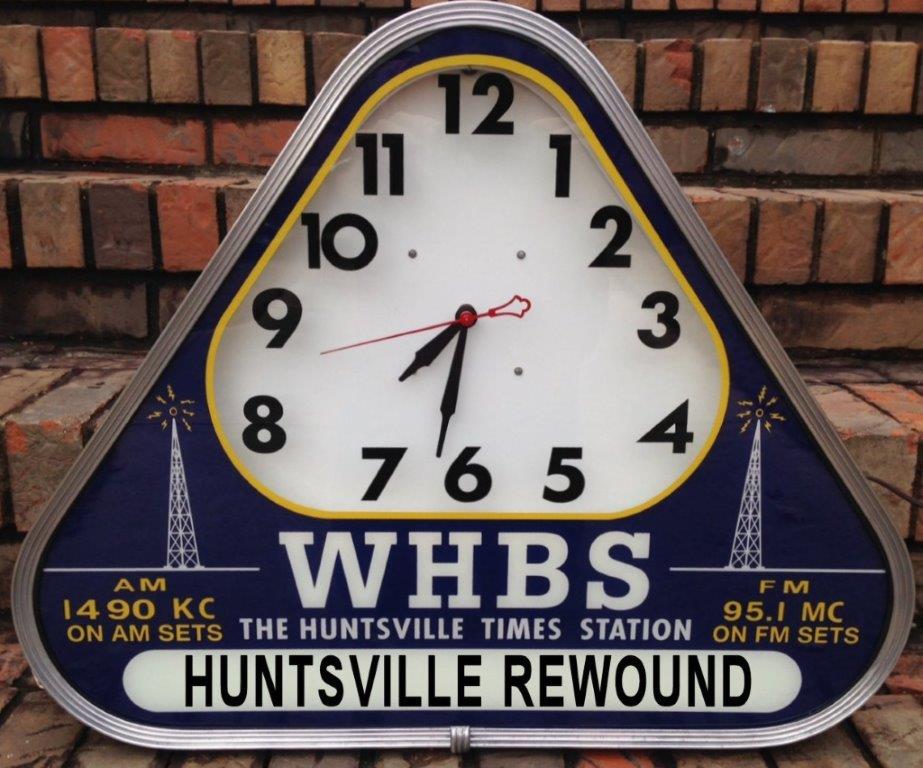 12
11 1
10 2
9 3
8 4
7 6 5
WHBS
THE HUNTSVILLE TIMES STATION
AM
1490 KC
ON AM SETS
FM
95.1 MC
ON FM SETS
HUNTSVILLE REWOUND